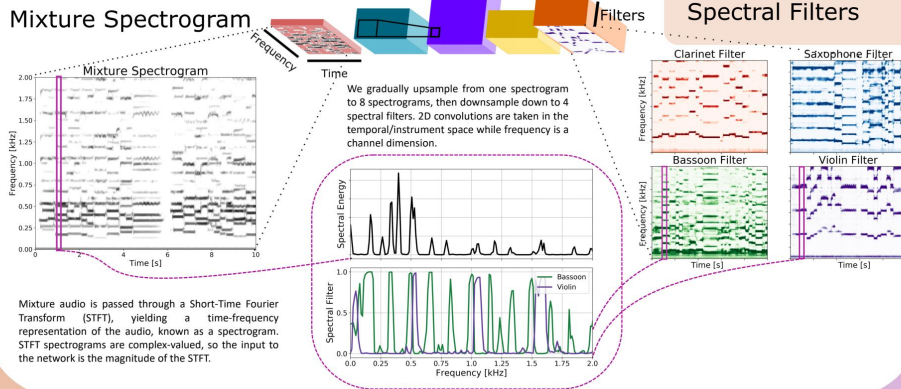 Mixture Spectrogram
Filters
Spectral Filters
Frequency
Time
Mixture Spectrogram
2.00
1.75
1.50
1.25
1.00
0.75
0.50
0.25
0.00
Frequency [kHz]
0
2
4
6
8
10
Time [s]
We gradually upsample from one spectrogram
to 8 spectrograms, then downsample down to 4
spectral filters. 2D convolutions are taken in the
temporal/instrument space while frequency is a
channel dimension.
Clarinet Filter
Saxophone Filter
Frequency [kHz]
Bassoon Filter
Violin Filter
Frequency [kHz]
Time [s]
Time [s]
Spectral Energy
Spectral Filter
1.0
0.5
0.0
Bassoon
Violin
0.0
0.25
0.5
0.75
1.0
1.25
1.5
1.75
2.0
Frequency [kHz]
Mixture audio is passed through a Short-Time Fourier
Transform (STFT), yielding a time-frequency
representation of the audio, known as a spectrogram.
STFT spectrograms are complex-valued, so the input to
the network is the magnitude of the STFT.